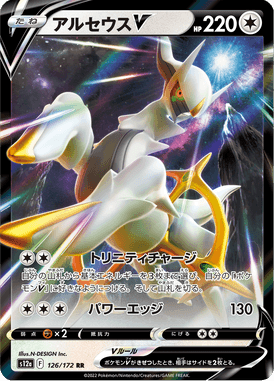 たね アルセウスV HP 220
トリニティチャージ
自分の山札から基本エネルギーを3枚まで選び、自分の「ポケモンV」に好きなようにつける。そして山札を切る。
パワーエッジ 130
弱点 ×2 抵抗力 にげる
Illus.N-DESIGN Inc.
Vルール
s12a F 126/172 RR ポケモンVがきぜつしたとき、相手はサイドを2枚とる。
©2022 Pokémon/Nintendo/Creatures/GAME FREAK.